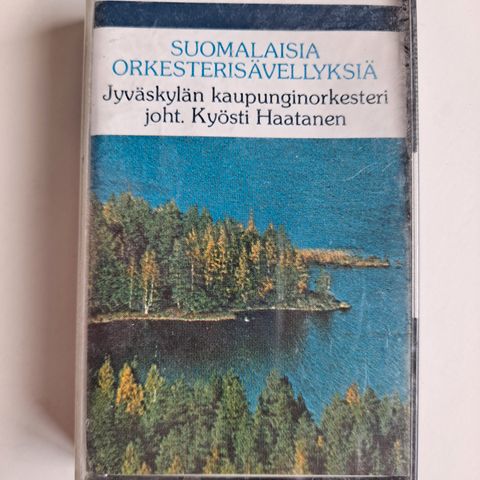 SUOMALAISIA
ORKESTERISÄVELLYKSIÄ
Jyväskylän kaupunginorkesteri
joht. Kyösti Haatanen